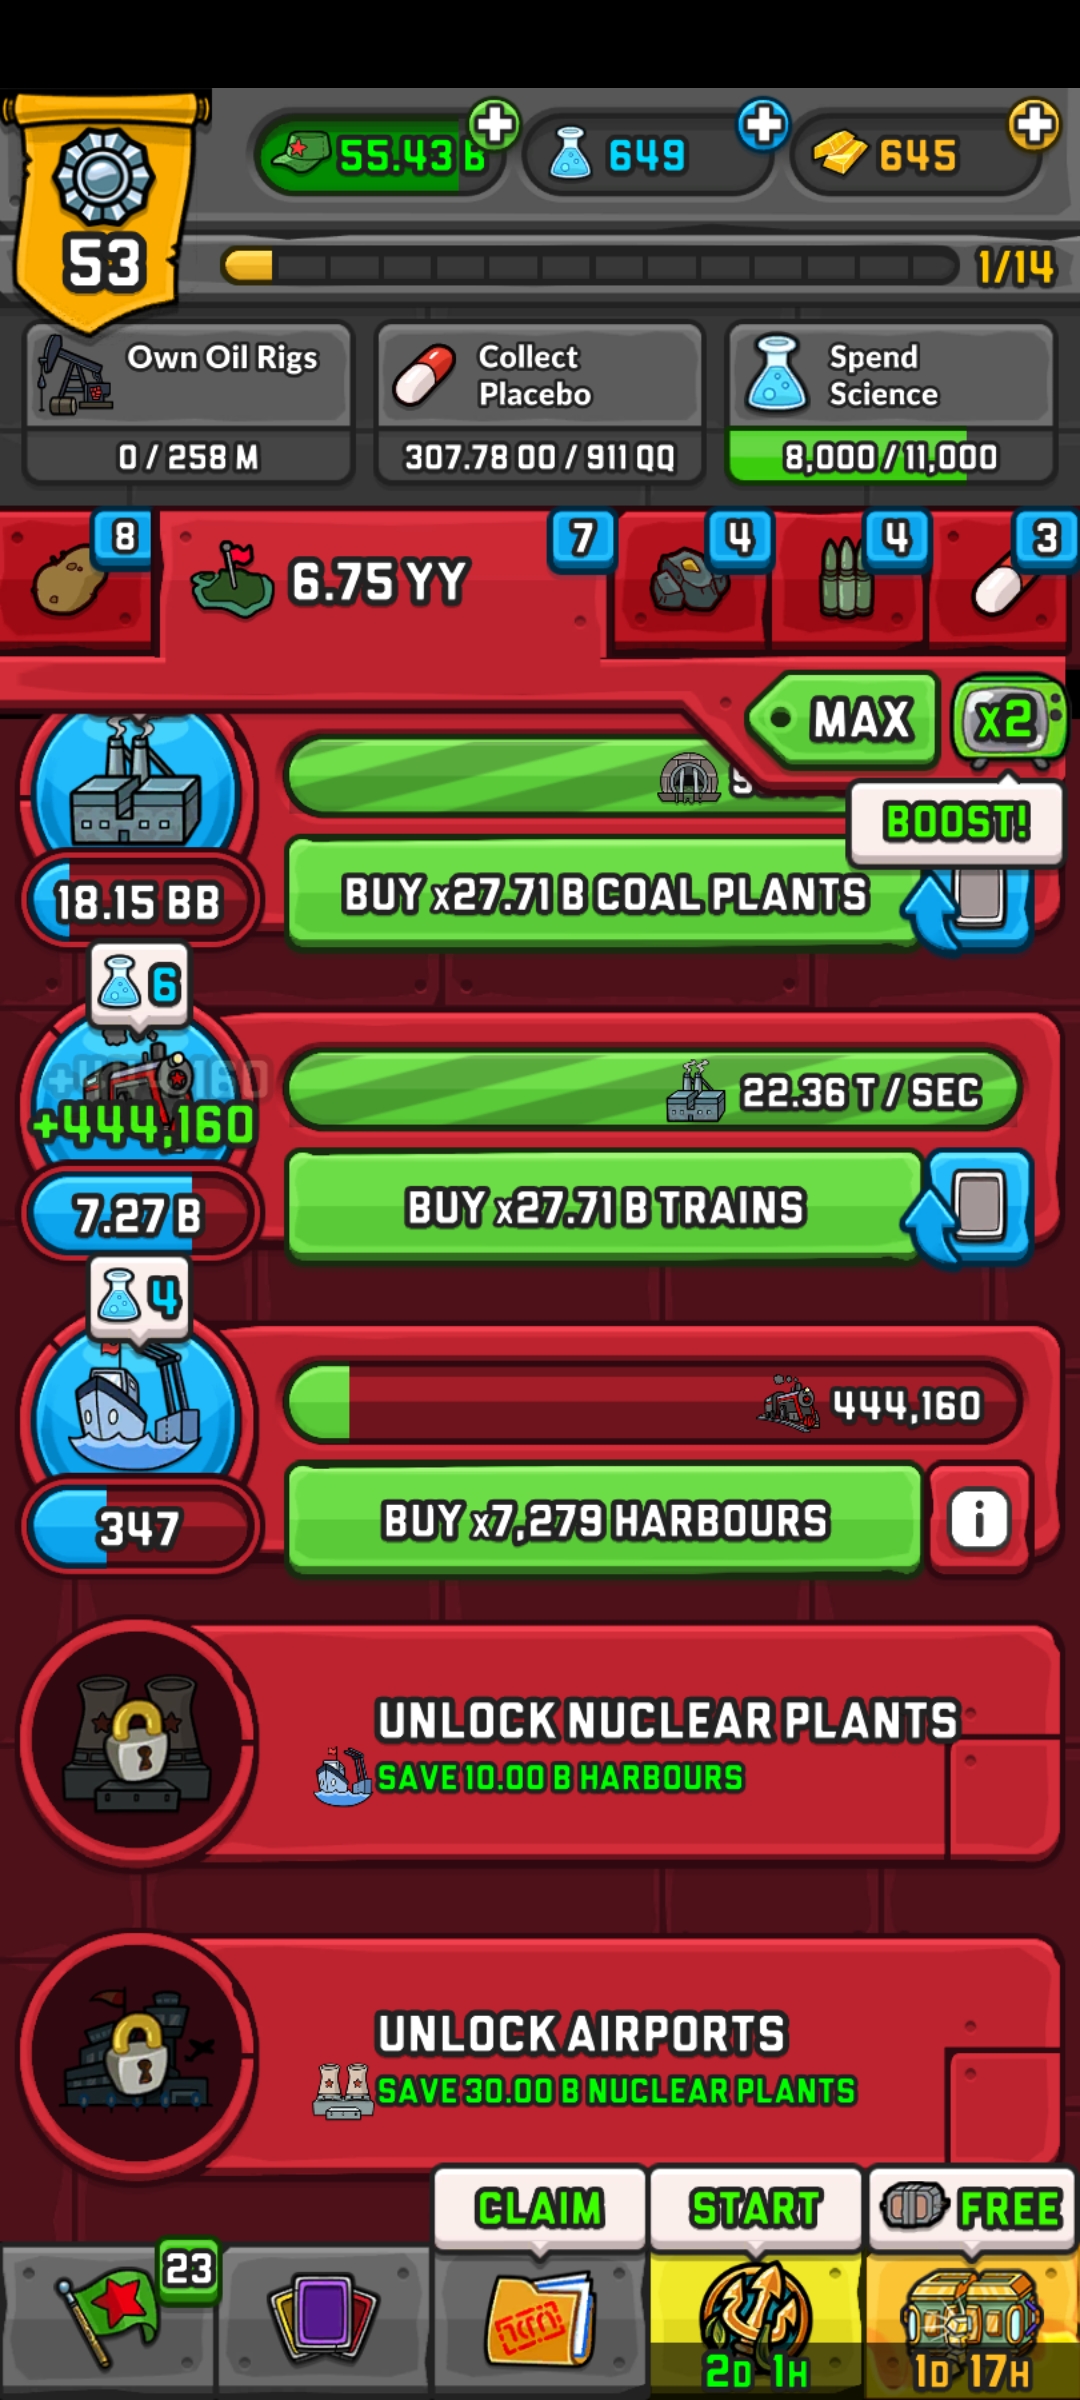 55.43 B
649
645
53
1/14
Own Oil Rigs
0 / 258 M
Collect
Placebo
307.78 OO / 911 QQ
Spend
Science
8,000 / 11,000
8
6.75 YY
7
4
4
3
MAX
x2
BOOST!
18.15 BB
BUY x27.71 B COAL PLANTS
6
+444,160
22.36 T / SEC
7.27 B
BUY x27.71 B TRAINS
4
444,160
347
BUY x7,279 HARBOURS
i
UNLOCK NUCLEAR PLANTS
SAVE 10.00 B HARBOURS
UNLOCK AIRPORTS
SAVE 30.00 B NUCLEAR PLANTS
CLAIM
START
FREE
23
2D 1H
1D 17H